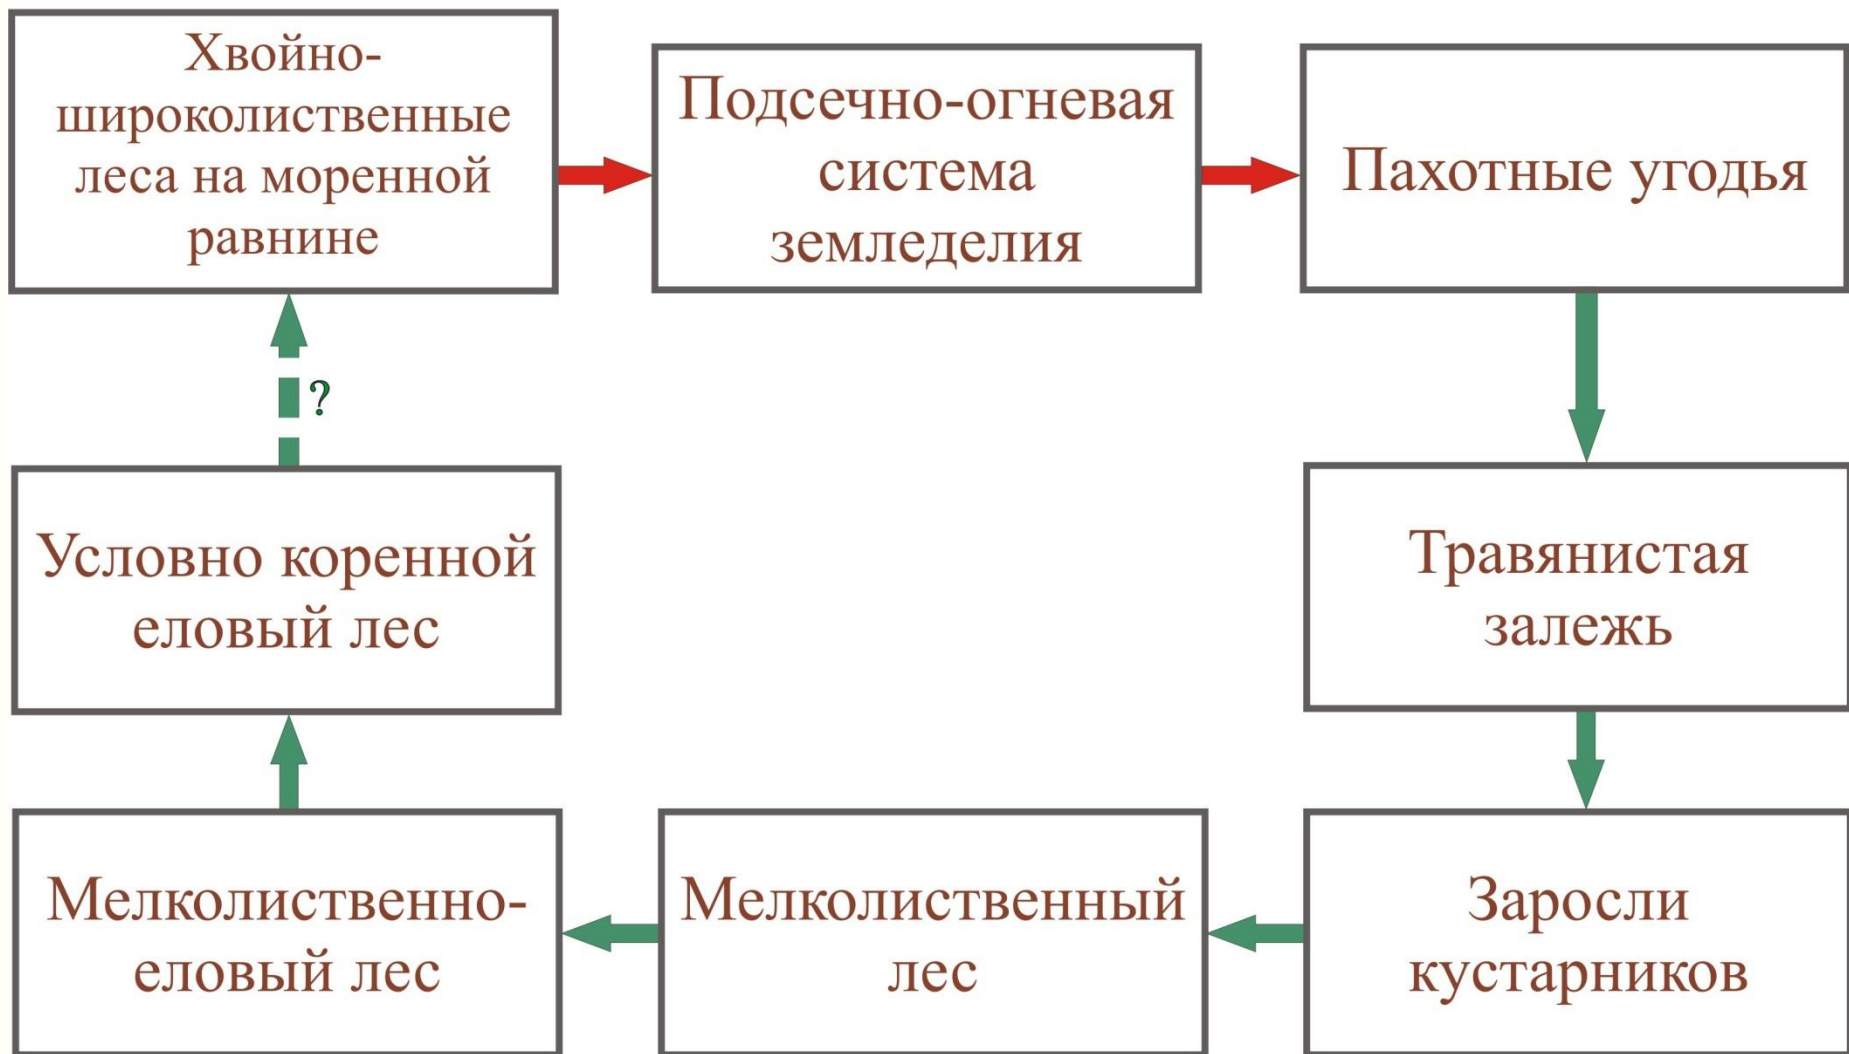 Хвойно-
широколиственные
леса на моренной
равнине
Подсечно-огневая
система
земледелия
Пахотные угодья
?
Условно коренной
еловый лес
Травянистая
залежь
Мелколиственно-
еловый лес
Мелколиственный
лес
Заросли
кустарников